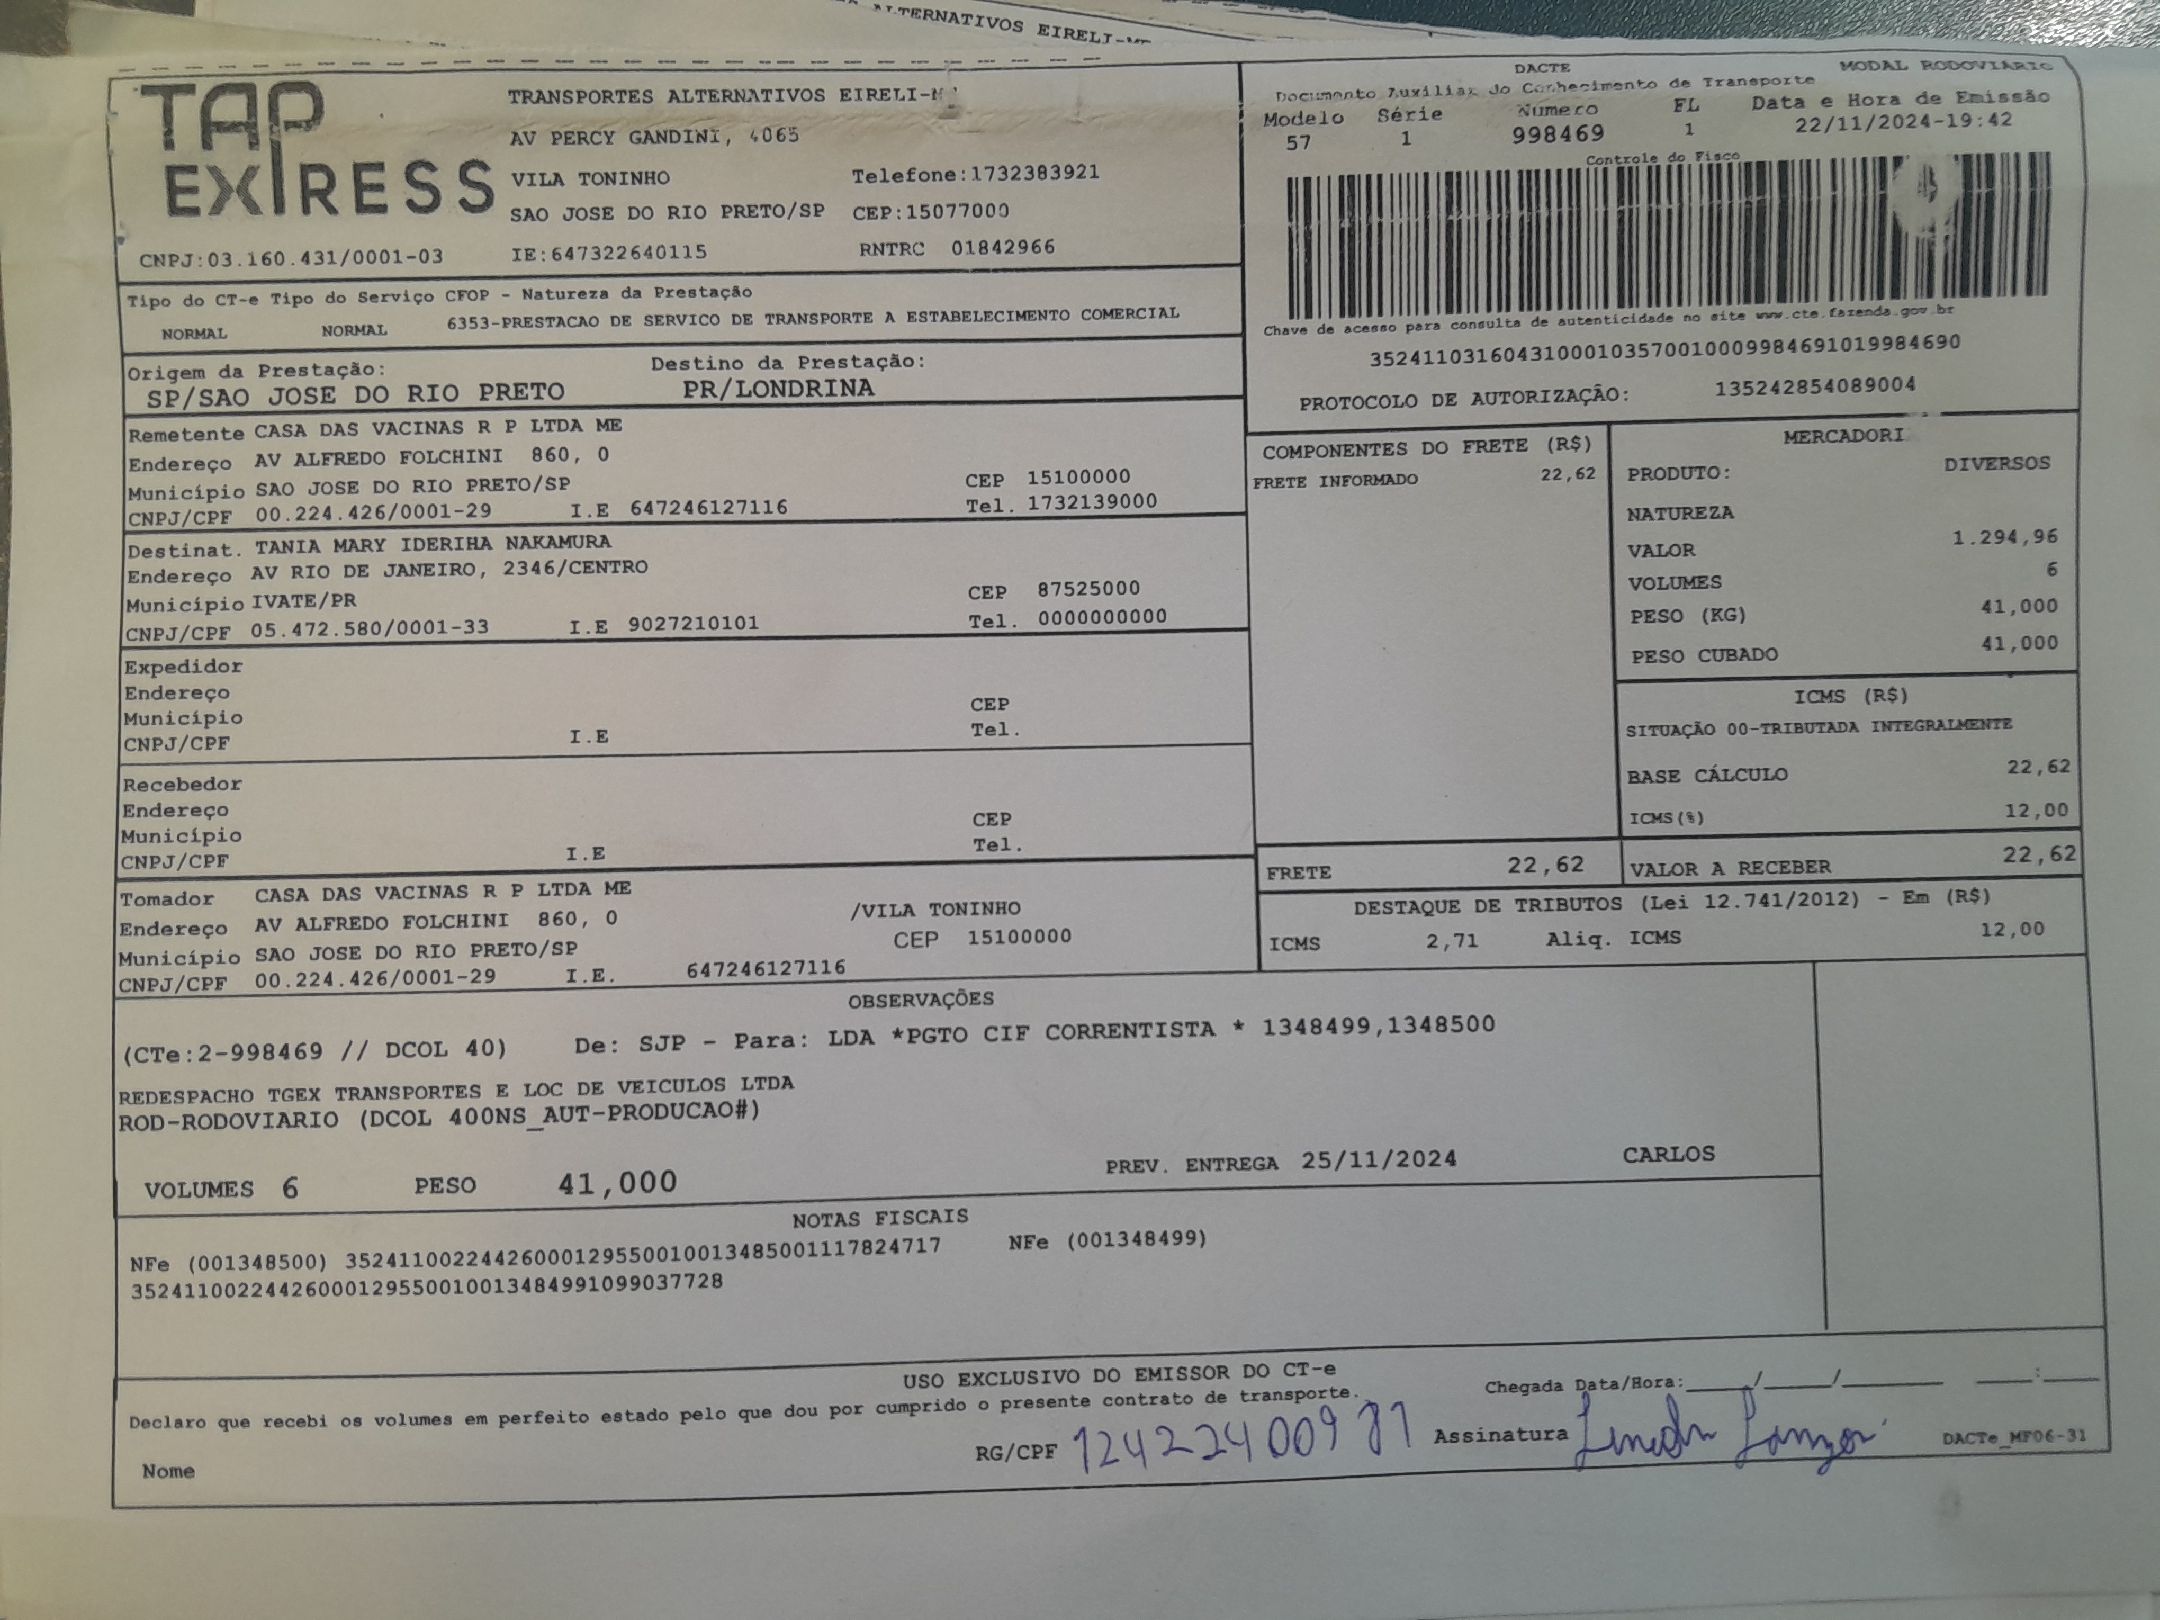 ALTERNATIVOS EIRELI-ME
TAP
EXPRESS
TRANSPORTES ALTERNATIVOS EIRELI-M
AV PERCY GANDINI, 4065
VILA TONINHO Telefone:1732383921
SAO JOSE DO RIO PRETO/SP CEP:15077000
CNPJ:03.160.431/0001-03 IE:647322640115 RNTRC 01842966
DACTE MODAL RODOVIARIO
Documento Auxiliar do Conhecimento de Transporte
Modelo Série Numero FL Data e Hora de Emissão
57 1 998469 1 22/11/2024-19:42
Controle do Fisco
Chave de acesso para consulta de autenticidade no site www.cte.fazenda.gov.br
35241103160431000103570010009984691019984690
PROTOCOLO DE AUTORIZAÇÃO: 135242854089004
Tipo do CT-e Tipo do Serviço CFOP - Natureza da Prestação
NORMAL NORMAL 6353-PRESTACAO DE SERVICO DE TRANSPORTE A ESTABELECIMENTO COMERCIAL
Origem da Prestação: Destino da Prestação:
SP/SAO JOSE DO RIO PRETO PR/LONDRINA
Remetente CASA DAS VACINAS R P LTDA ME
Endereço AV ALFREDO FOLCHINI 860, 0
Município SAO JOSE DO RIO PRETO/SP CEP 15100000
CNPJ/CPF 00.224.426/0001-29 I.E 647246127116 Tel. 1732139000
Destinat. TANIA MARY IDERIHA NAKAMURA
Endereço AV RIO DE JANEIRO, 2346/CENTRO
Município IVATE/PR CEP 87525000
CNPJ/CPF 05.472.580/0001-33 I.E 9027210101 Tel. 0000000000
Expedidor
Endereço
Município CEP
CNPJ/CPF I.E Tel.
Recebedor
Endereço
Município CEP
CNPJ/CPF I.E Tel.
Tomador CASA DAS VACINAS R P LTDA ME
Endereço AV ALFREDO FOLCHINI 860, 0 /VILA TONINHO
Município SAO JOSE DO RIO PRETO/SP CEP 15100000
CNPJ/CPF 00.224.426/0001-29 I.E. 647246127116
COMPONENTES DO FRETE (R$)
FRETE INFORMADO 22,62
MERCADORI
PRODUTO: DIVERSOS
NATUREZA
VALOR 1.294,96
VOLUMES 6
PESO (KG) 41,000
PESO CUBADO 41,000
ICMS (R$)
SITUAÇÃO 00-TRIBUTADA INTEGRALMENTE
BASE CÁLCULO 22,62
ICMS(%) 12,00
FRETE 22,62 VALOR A RECEBER 22,62
DESTAQUE DE TRIBUTOS (Lei 12.741/2012) - Em (R$)
ICMS 2,71 Aliq. ICMS 12,00
OBSERVAÇÕES
(CTe:2-998469 // DCOL 40) De: SJP - Para: LDA *PGTO CIF CORRENTISTA * 1348499,1348500
REDESPACHO TGEX TRANSPORTES E LOC DE VEICULOS LTDA
ROD-RODOVIARIO (DCOL 400NS_AUT-PRODUCAO#)
VOLUMES 6 PESO 41,000 PREV. ENTREGA 25/11/2024 CARLOS
NOTAS FISCAIS
NFe (001348500) 35241100224426000129550010013485001117824717 NFe (001348499)
35241100224426000129550010013484991099037728
USO EXCLUSIVO DO EMISSOR DO CT-e
Declaro que recebi os volumes em perfeito estado pelo que dou por cumprido o presente contrato de transporte. Chegada Data/Hora:____/____/______ ___:___
Nome RG/CPF 12422400981 Assinatura DACTe_MF06-31